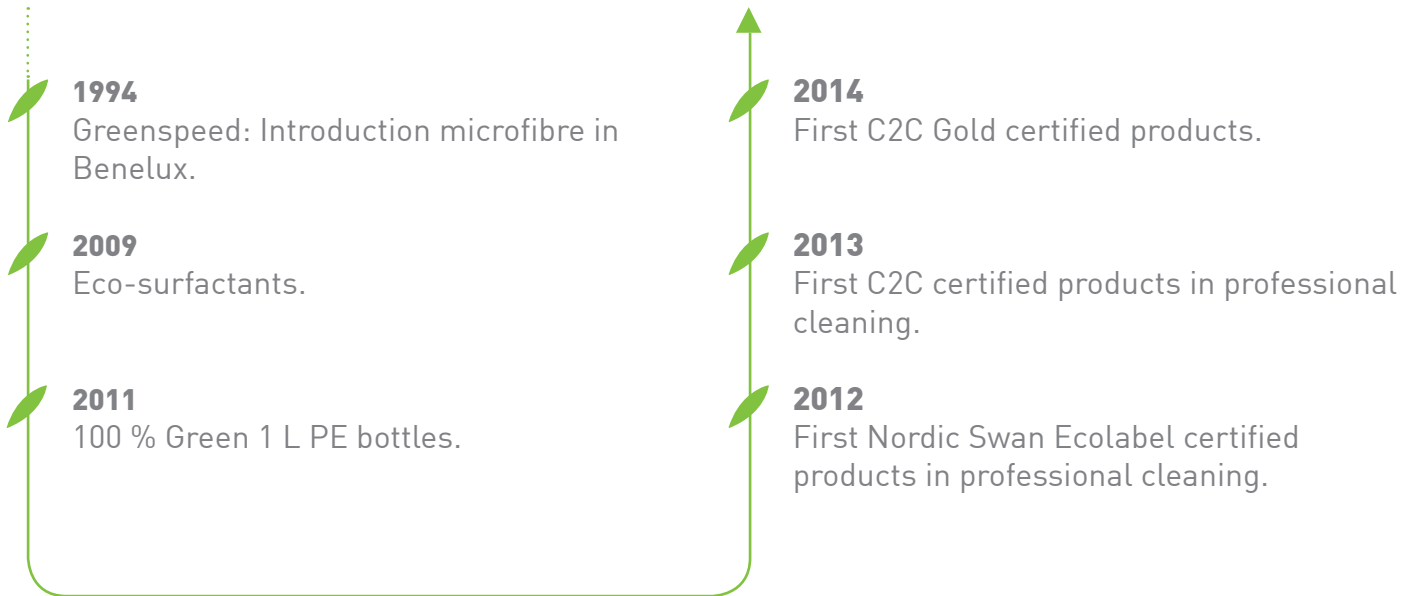 1994
Greenspeed: Introduction microfibre in
Benelux.
2009
Eco-surfactants.
2011
100 % Green 1 L PE bottles.
2012
First Nordic Swan Ecolabel certified
products in professional cleaning.
2013
First C2C certified products in professional
cleaning.
2014
First C2C Gold certified products.